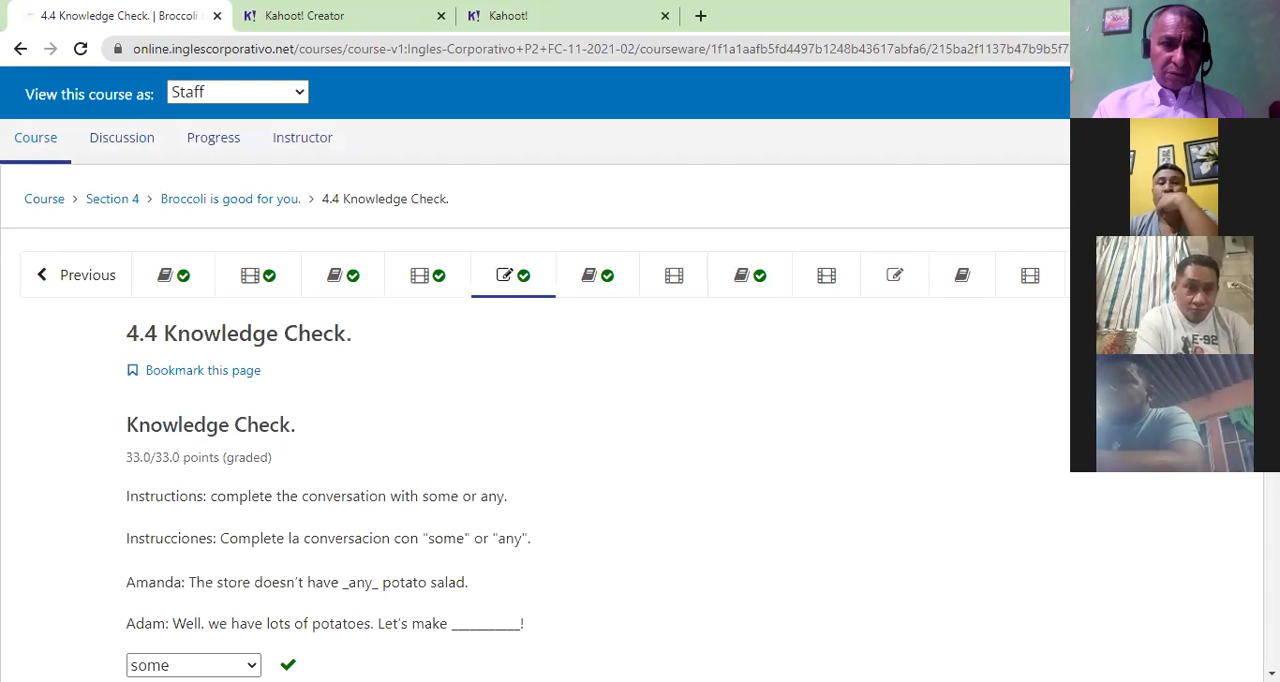 4.4 Knowledge Check. | Broccoli
Kahoot! Creator
Kahoot!
online.inglescorporativo.net/courses/course-v1:Ingles-Corporativo+P2+FC-11-2021-02/courseware/1f1a1aafb5fd4497b1248b43617abfa6/215ba2f1137b47b9b5f7
View this course as: Staff
Course Discussion Progress Instructor
Course > Section 4 > Broccoli is good for you. > 4.4 Knowledge Check.
Previous
4.4 Knowledge Check.
Bookmark this page
Knowledge Check.
33.0/33.0 points (graded)
Instructions: complete the conversation with some or any.
Instrucciones: Complete la conversacion con "some" or "any".
Amanda: The store doesn't have _any_ potato salad.
Adam: Well. we have lots of potatoes. Let's make __________!
some
E-92